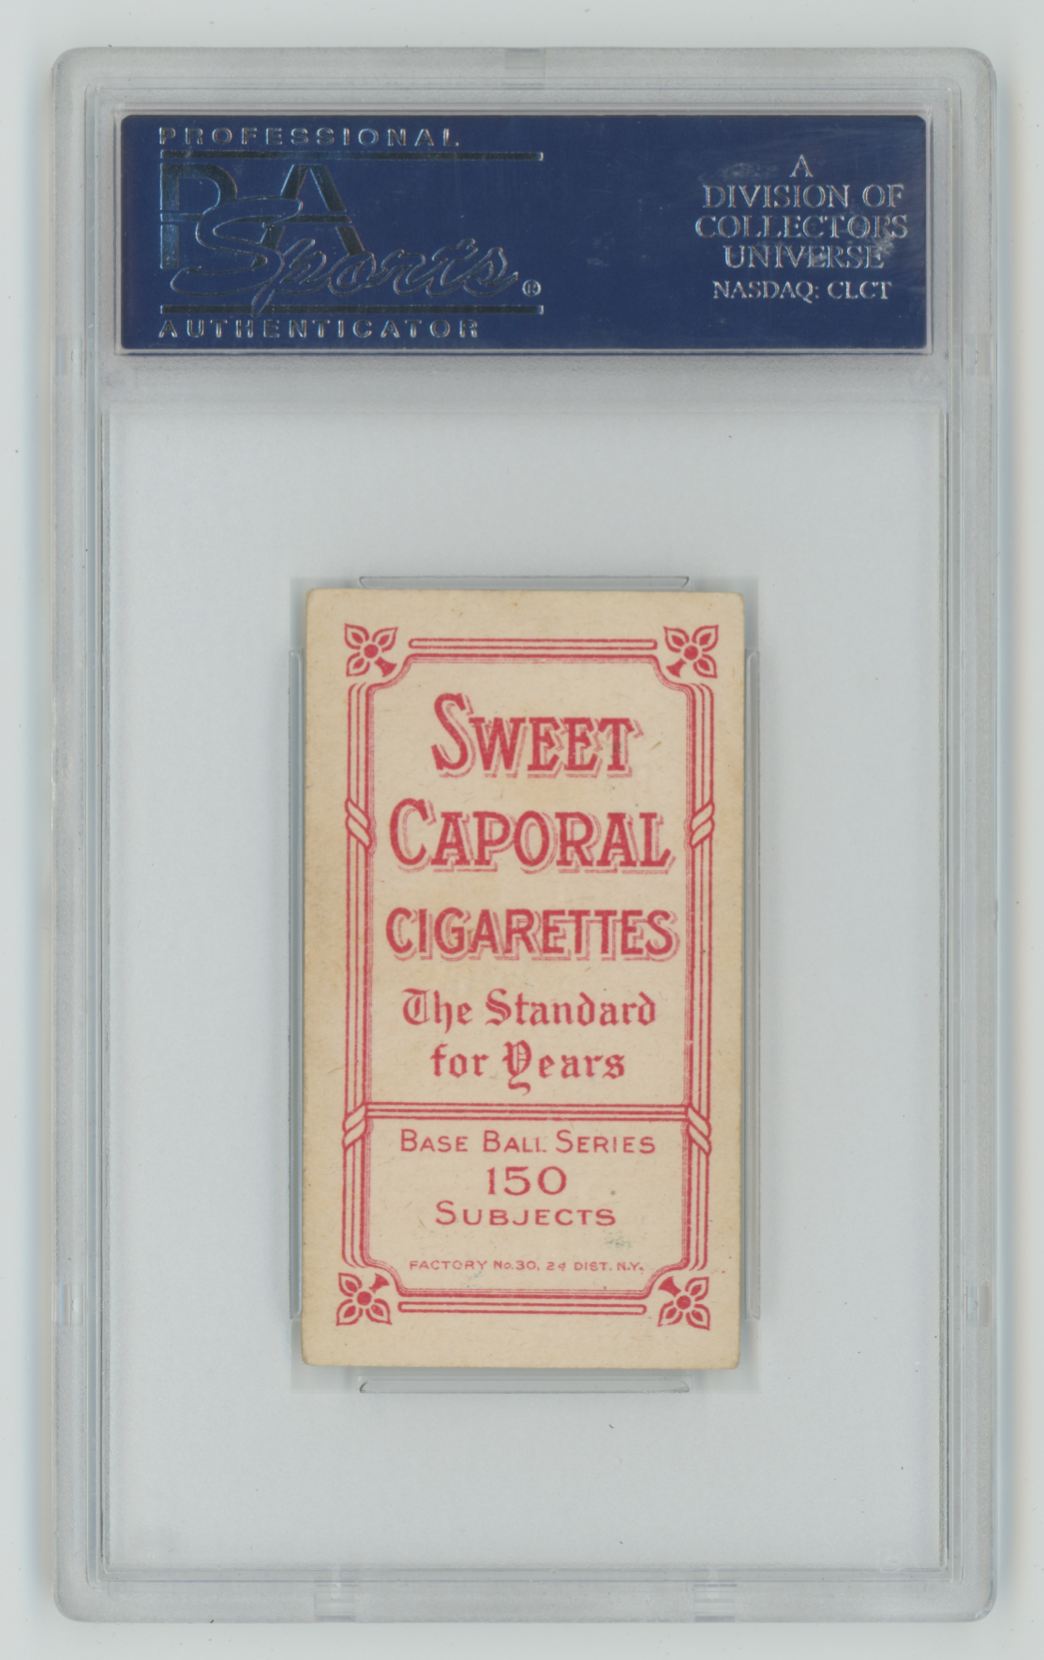 PROFESSIONAL
PSA
Sports®
AUTHENTICATOR
A
DIVISION OF
COLLECTORS
UNIVERSE
NASDAQ: CLCT
SWEET
CAPORAL
CIGARETTES
The Standard
for Years
BASE BALL SERIES
150
SUBJECTS
FACTORY No. 30, 2d DIST. N.Y.